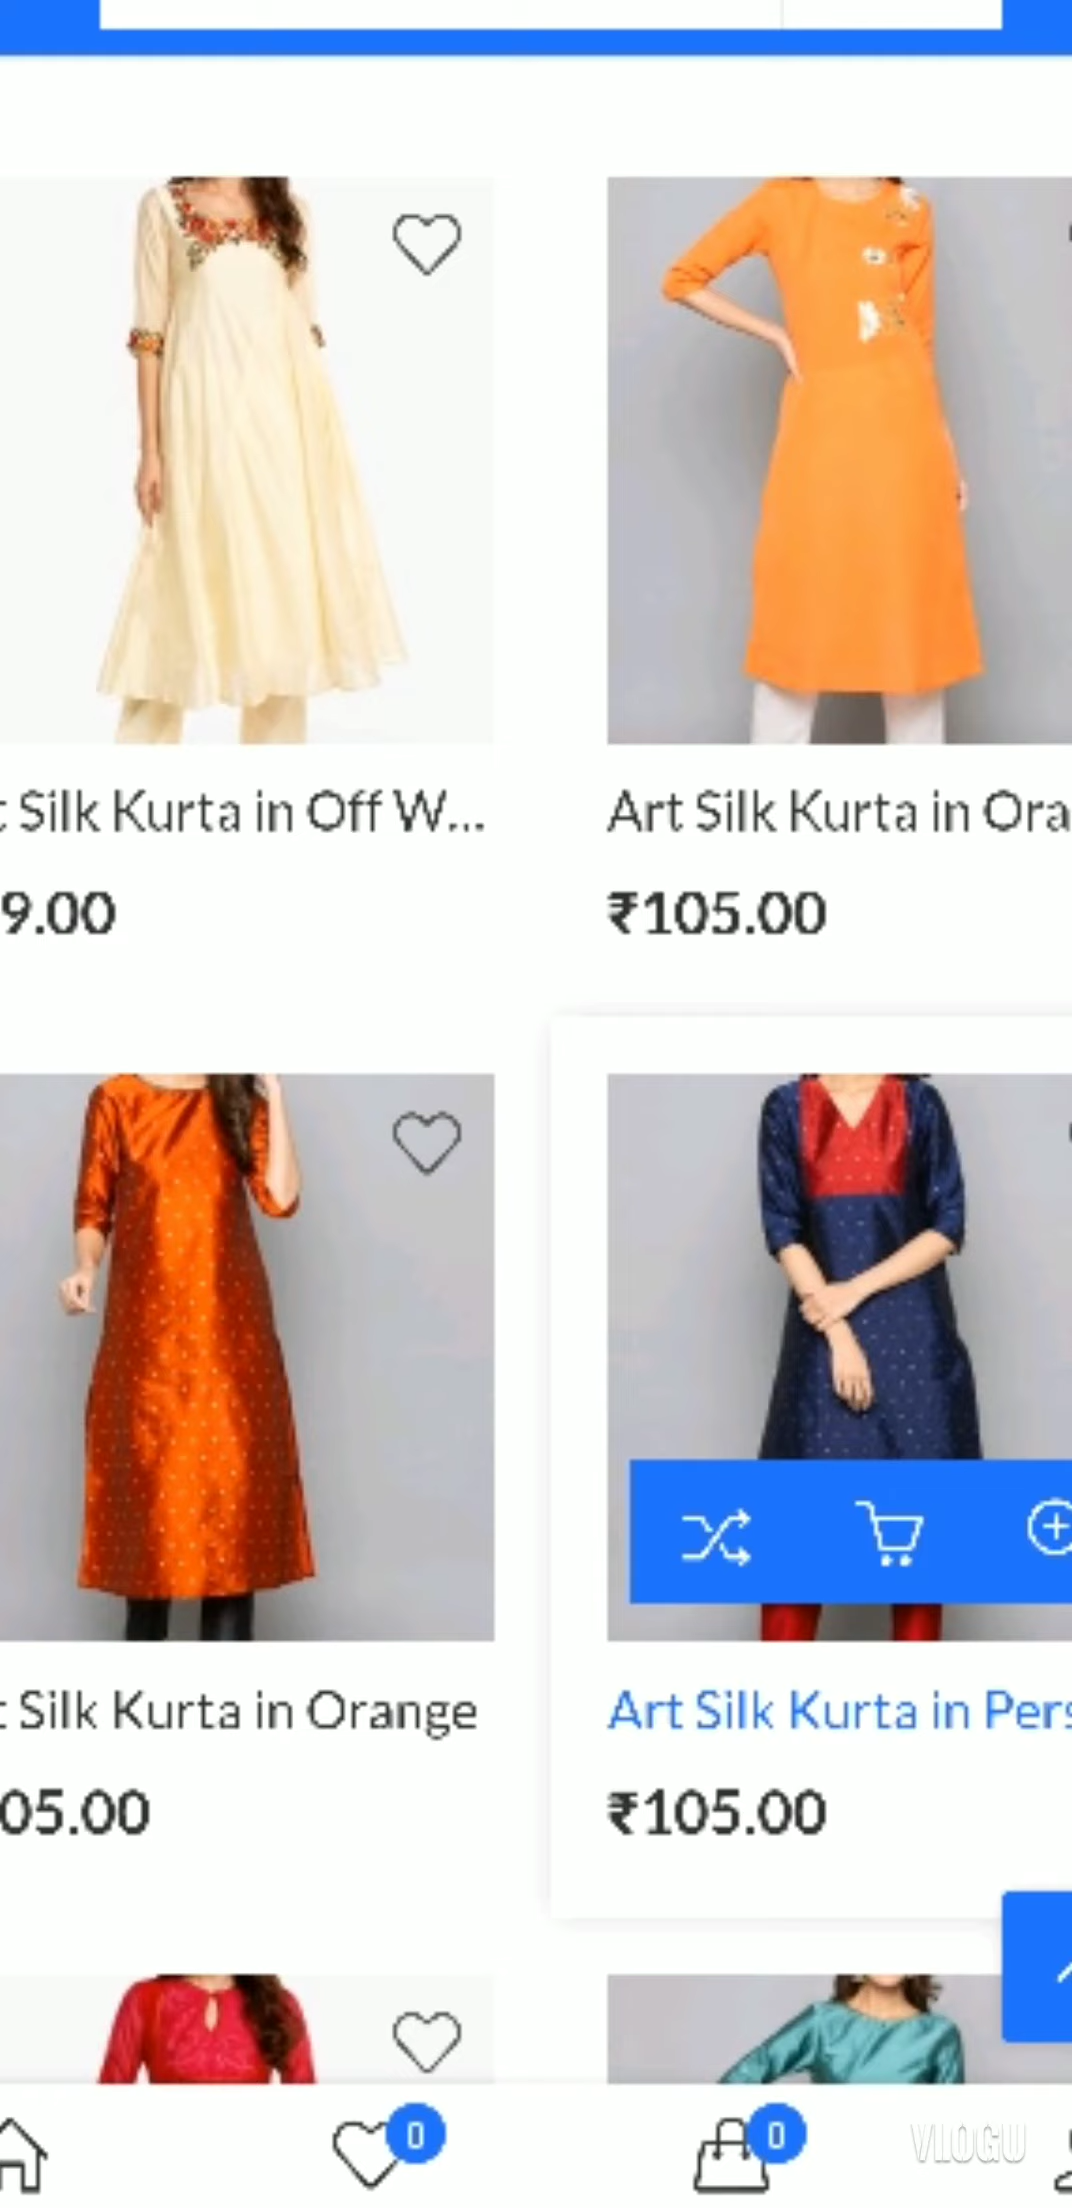 Silk Kurta in Off W...
Art Silk Kurta in Ora
9.00
₹105.00
Silk Kurta in Orange
Art Silk Kurta in Pers
05.00
₹105.00
0
0
VLOGU